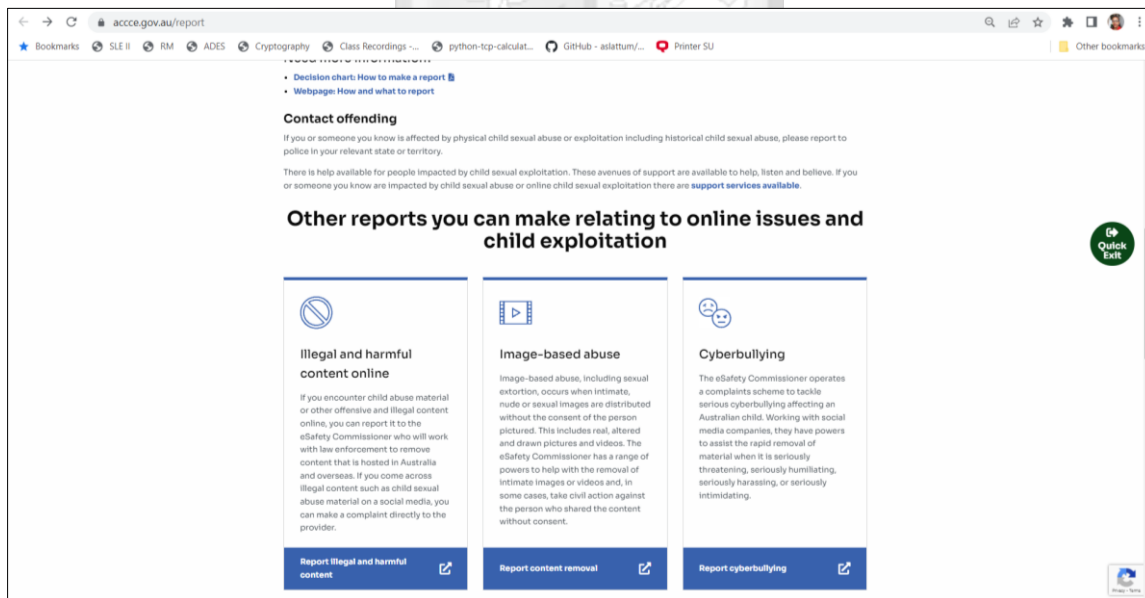 accce.gov.au/report
Bookmarks SLE II RM ADES Cryptography Class Recordings -... python-tcp-calculat... GitHub - aslattum/... Printer SU Other bookmarks
Need more information?
Decision chart: How to make a report
Webpage: How and what to report
Contact offending
If you or someone you know is affected by physical child sexual abuse or exploitation including historical child sexual abuse, please report to
police in your relevant state or territory.
There is help available for people impacted by child sexual exploitation. These avenues of support are available to help, listen and believe. If you
or someone you know are impacted by child sexual abuse or online child sexual exploitation there are support services available.
Other reports you can make relating to online issues and
child exploitation
Quick
Exit
Illegal and harmful
content online
If you encounter child abuse material
or other offensive and illegal content
online, you can report it to the
eSafety Commissioner who will work
with law enforcement to remove
content that is hosted in Australia
and overseas. If you come across
illegal content such as child sexual
abuse material on a social media, you
can make a complaint directly to the
provider.
Report illegal and harmful
content
Image-based abuse
Image-based abuse, including sexual
extortion, occurs when intimate,
nude or sexual images are distributed
without the consent of the person
pictured. This includes real, altered
and drawn pictures and videos. The
eSafety Commissioner has a range of
powers to help with the removal of
intimate images or videos and, in
some cases, take civil action against
the person who shared the content
without consent.
Report content removal
Cyberbullying
The eSafety Commissioner operates
a complaints scheme to tackle
serious cyberbullying affecting an
Australian child. Working with social
media companies, they have powers
to assist the rapid removal of
material when it is seriously
threatening, seriously humiliating,
seriously harassing, or seriously
intimidating.
Report cyberbullying
Privacy - Terms